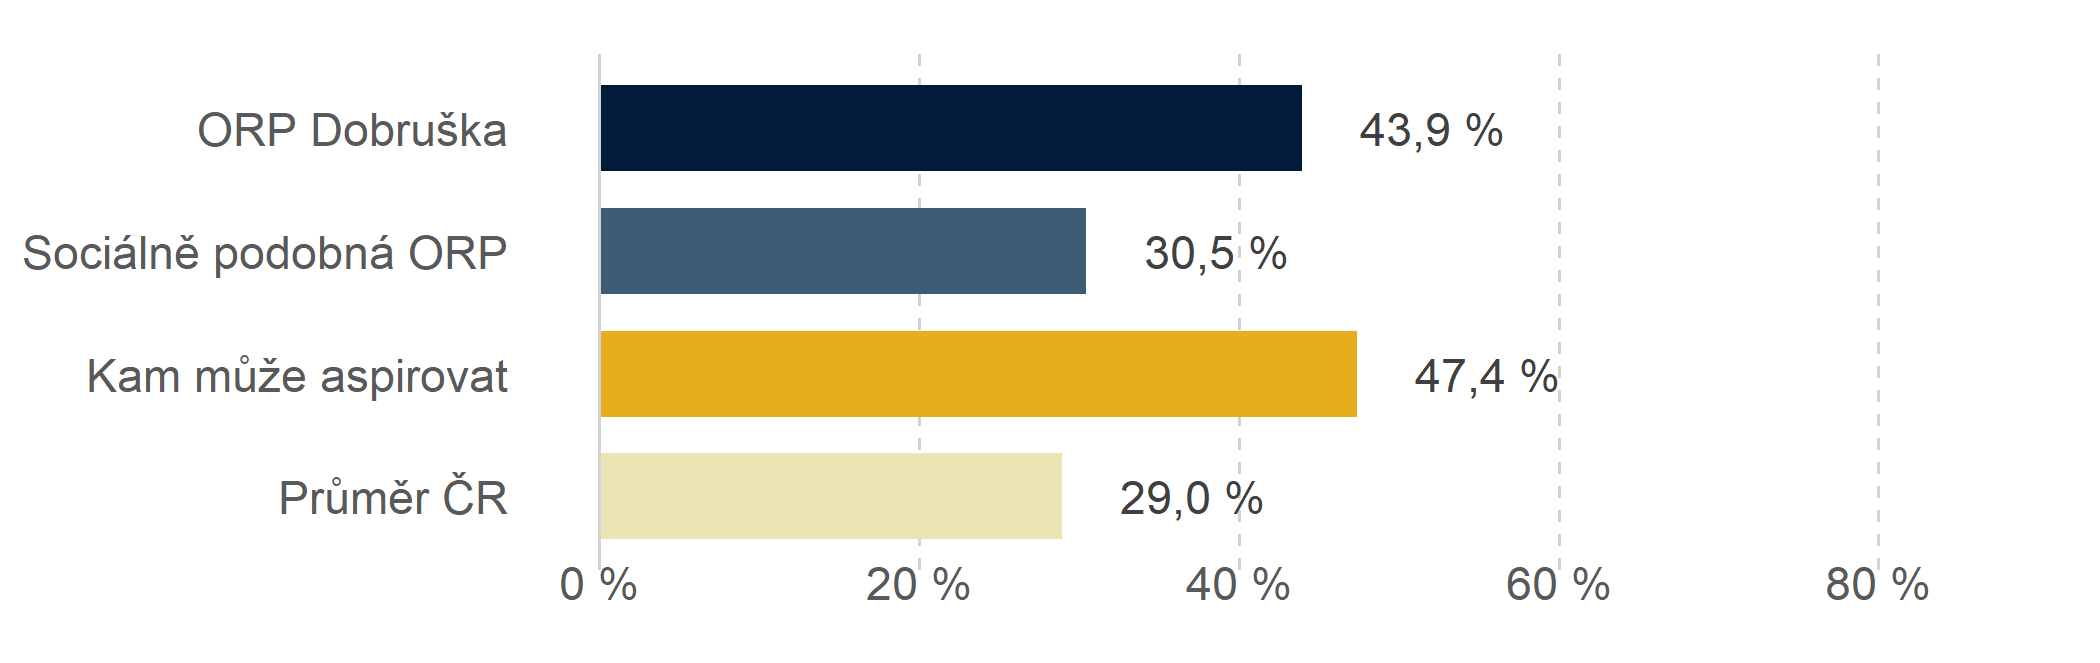 ORP Dobruška 43,9 %
Sociálně podobná ORP 30,5 %
Kam může aspirovat 47,4 %
Průměr ČR 29,0 %
0 % 20 % 40 % 60 % 80 %